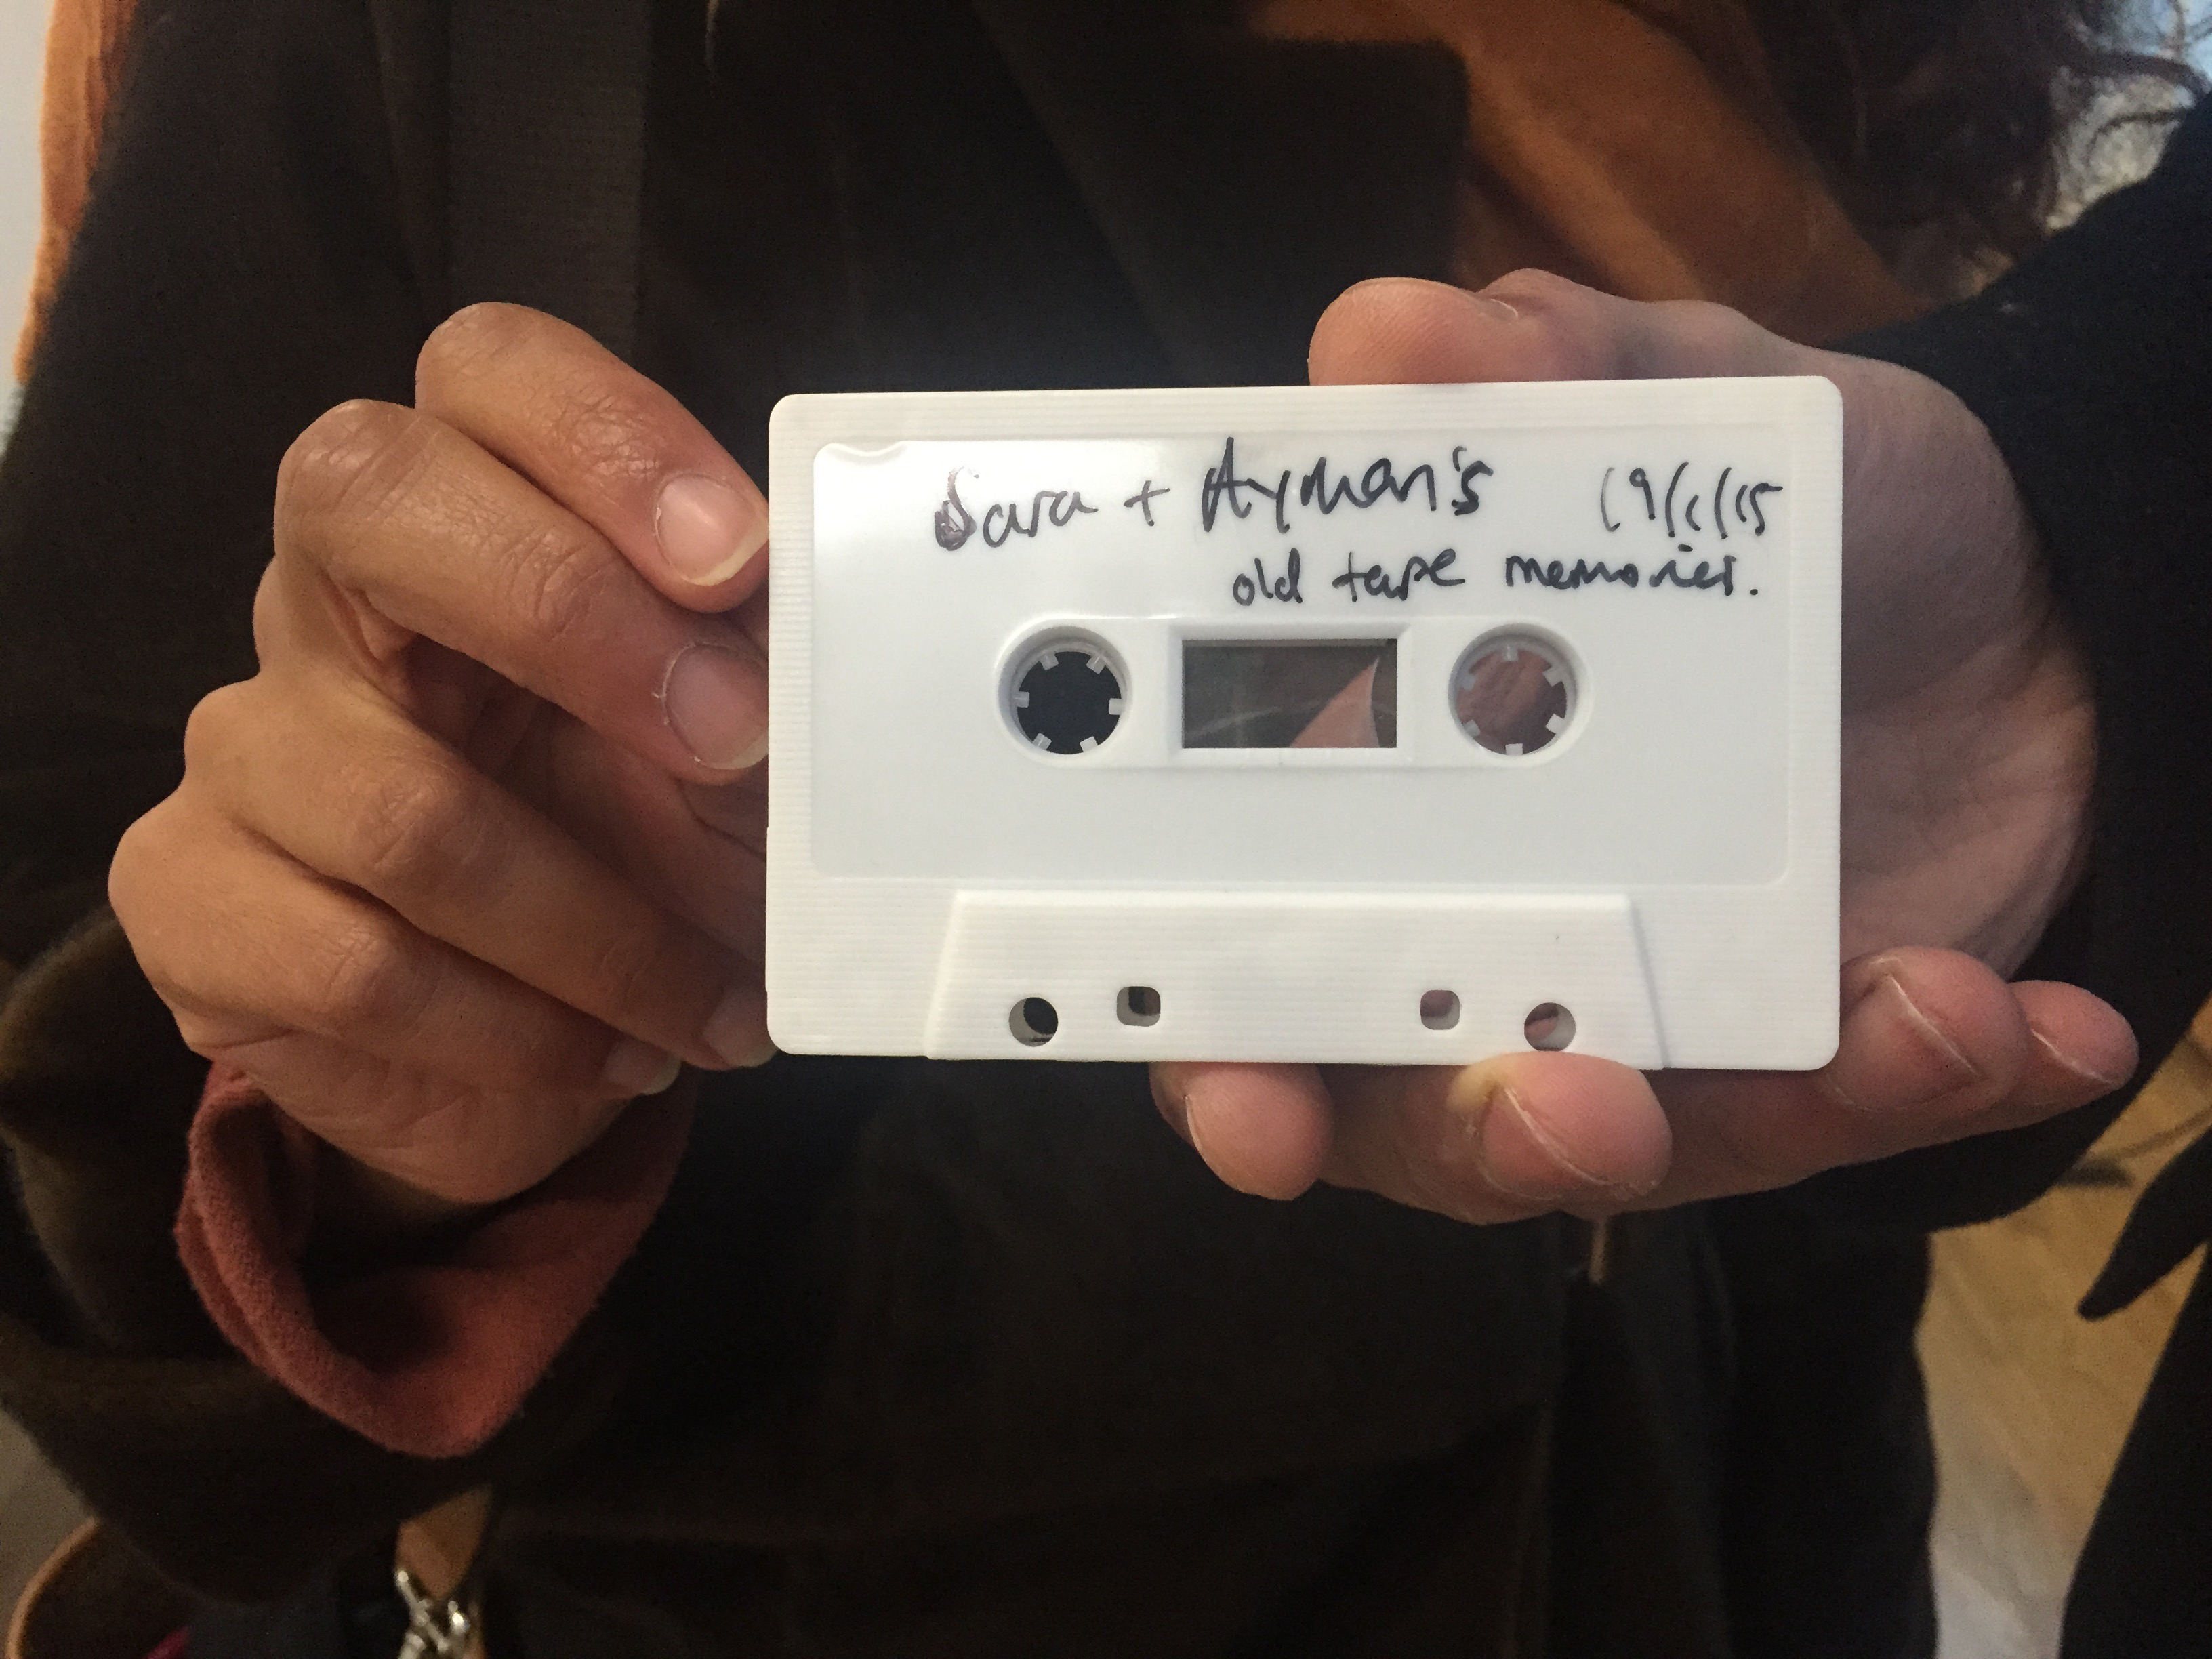 Sara + Ayman's 19/1/15
old tape memories.